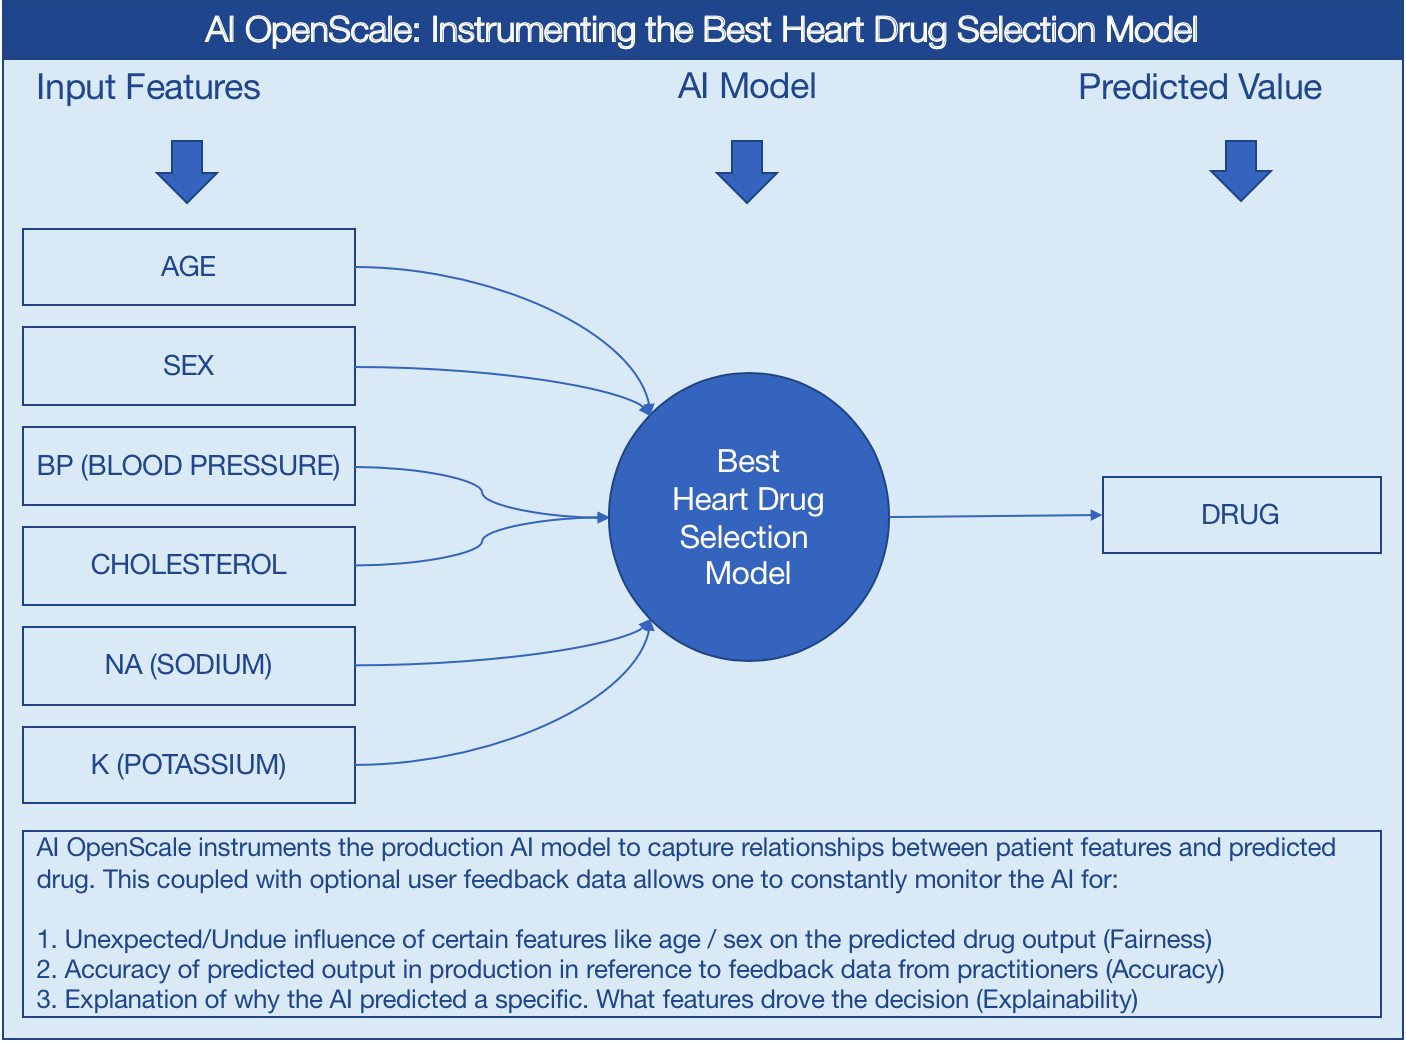 AI OpenScale: Instrumenting the Best Heart Drug Selection Model
Input Features
AI Model
Predicted Value
AGE
SEX
BP (BLOOD PRESSURE)
CHOLESTEROL
NA (SODIUM)
K (POTASSIUM)
Best
Heart Drug
Selection
Model
DRUG
AI OpenScale instruments the production AI model to capture relationships between patient features and predicted
drug. This coupled with optional user feedback data allows one to constantly monitor the AI for:
1. Unexpected/Undue influence of certain features like age / sex on the predicted drug output (Fairness)
2. Accuracy of predicted output in production in reference to feedback data from practitioners (Accuracy)
3. Explanation of why the AI predicted a specific. What features drove the decision (Explainability)